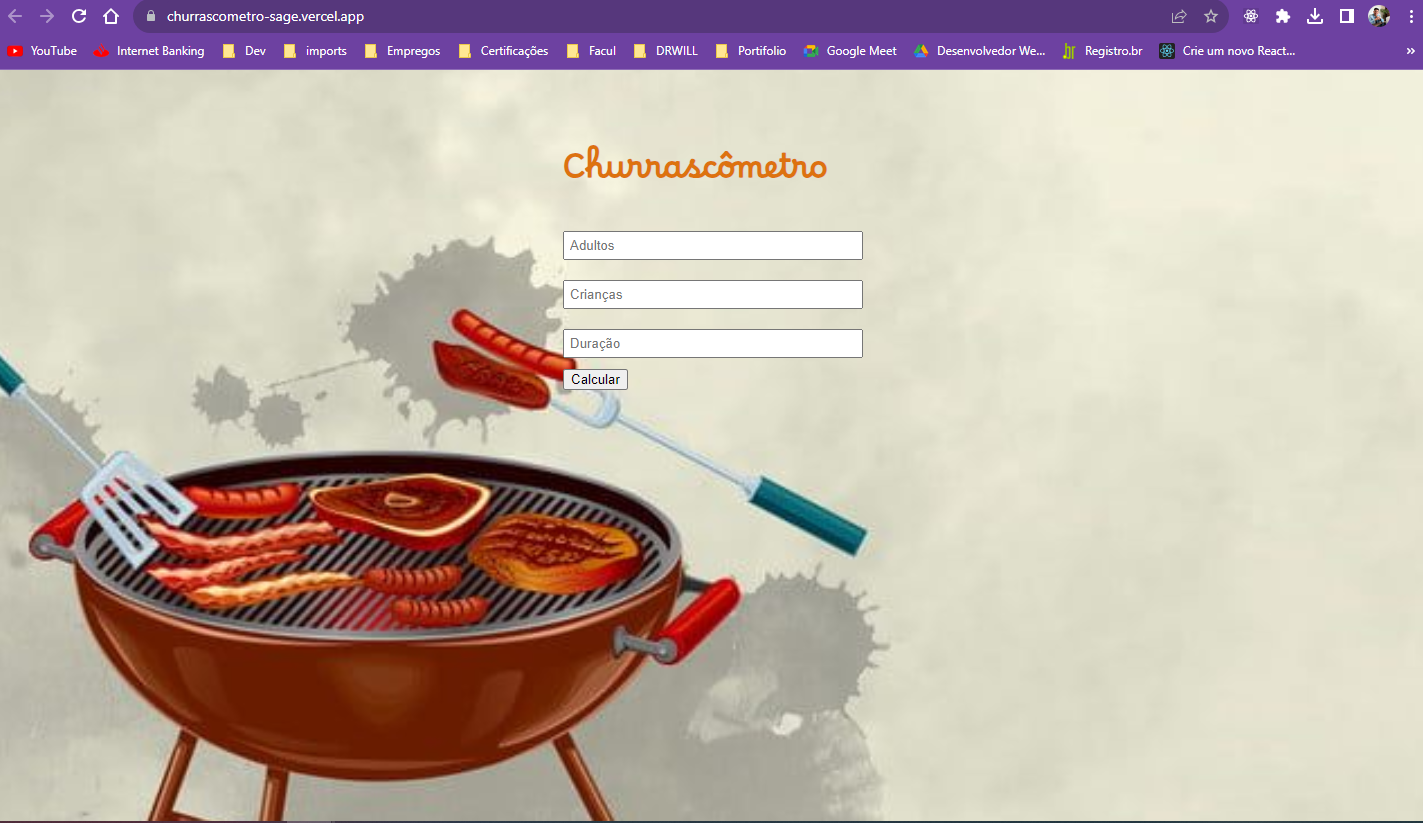 churrascometro-sage.vercel.app
YouTube Internet Banking Dev imports Empregos Certificações Facul DRWILL Portifolio Google Meet Desenvolvedor We... Registro.br Crie um novo React... »
Churrascômetro
Adultos
Crianças
Duração
Calcular